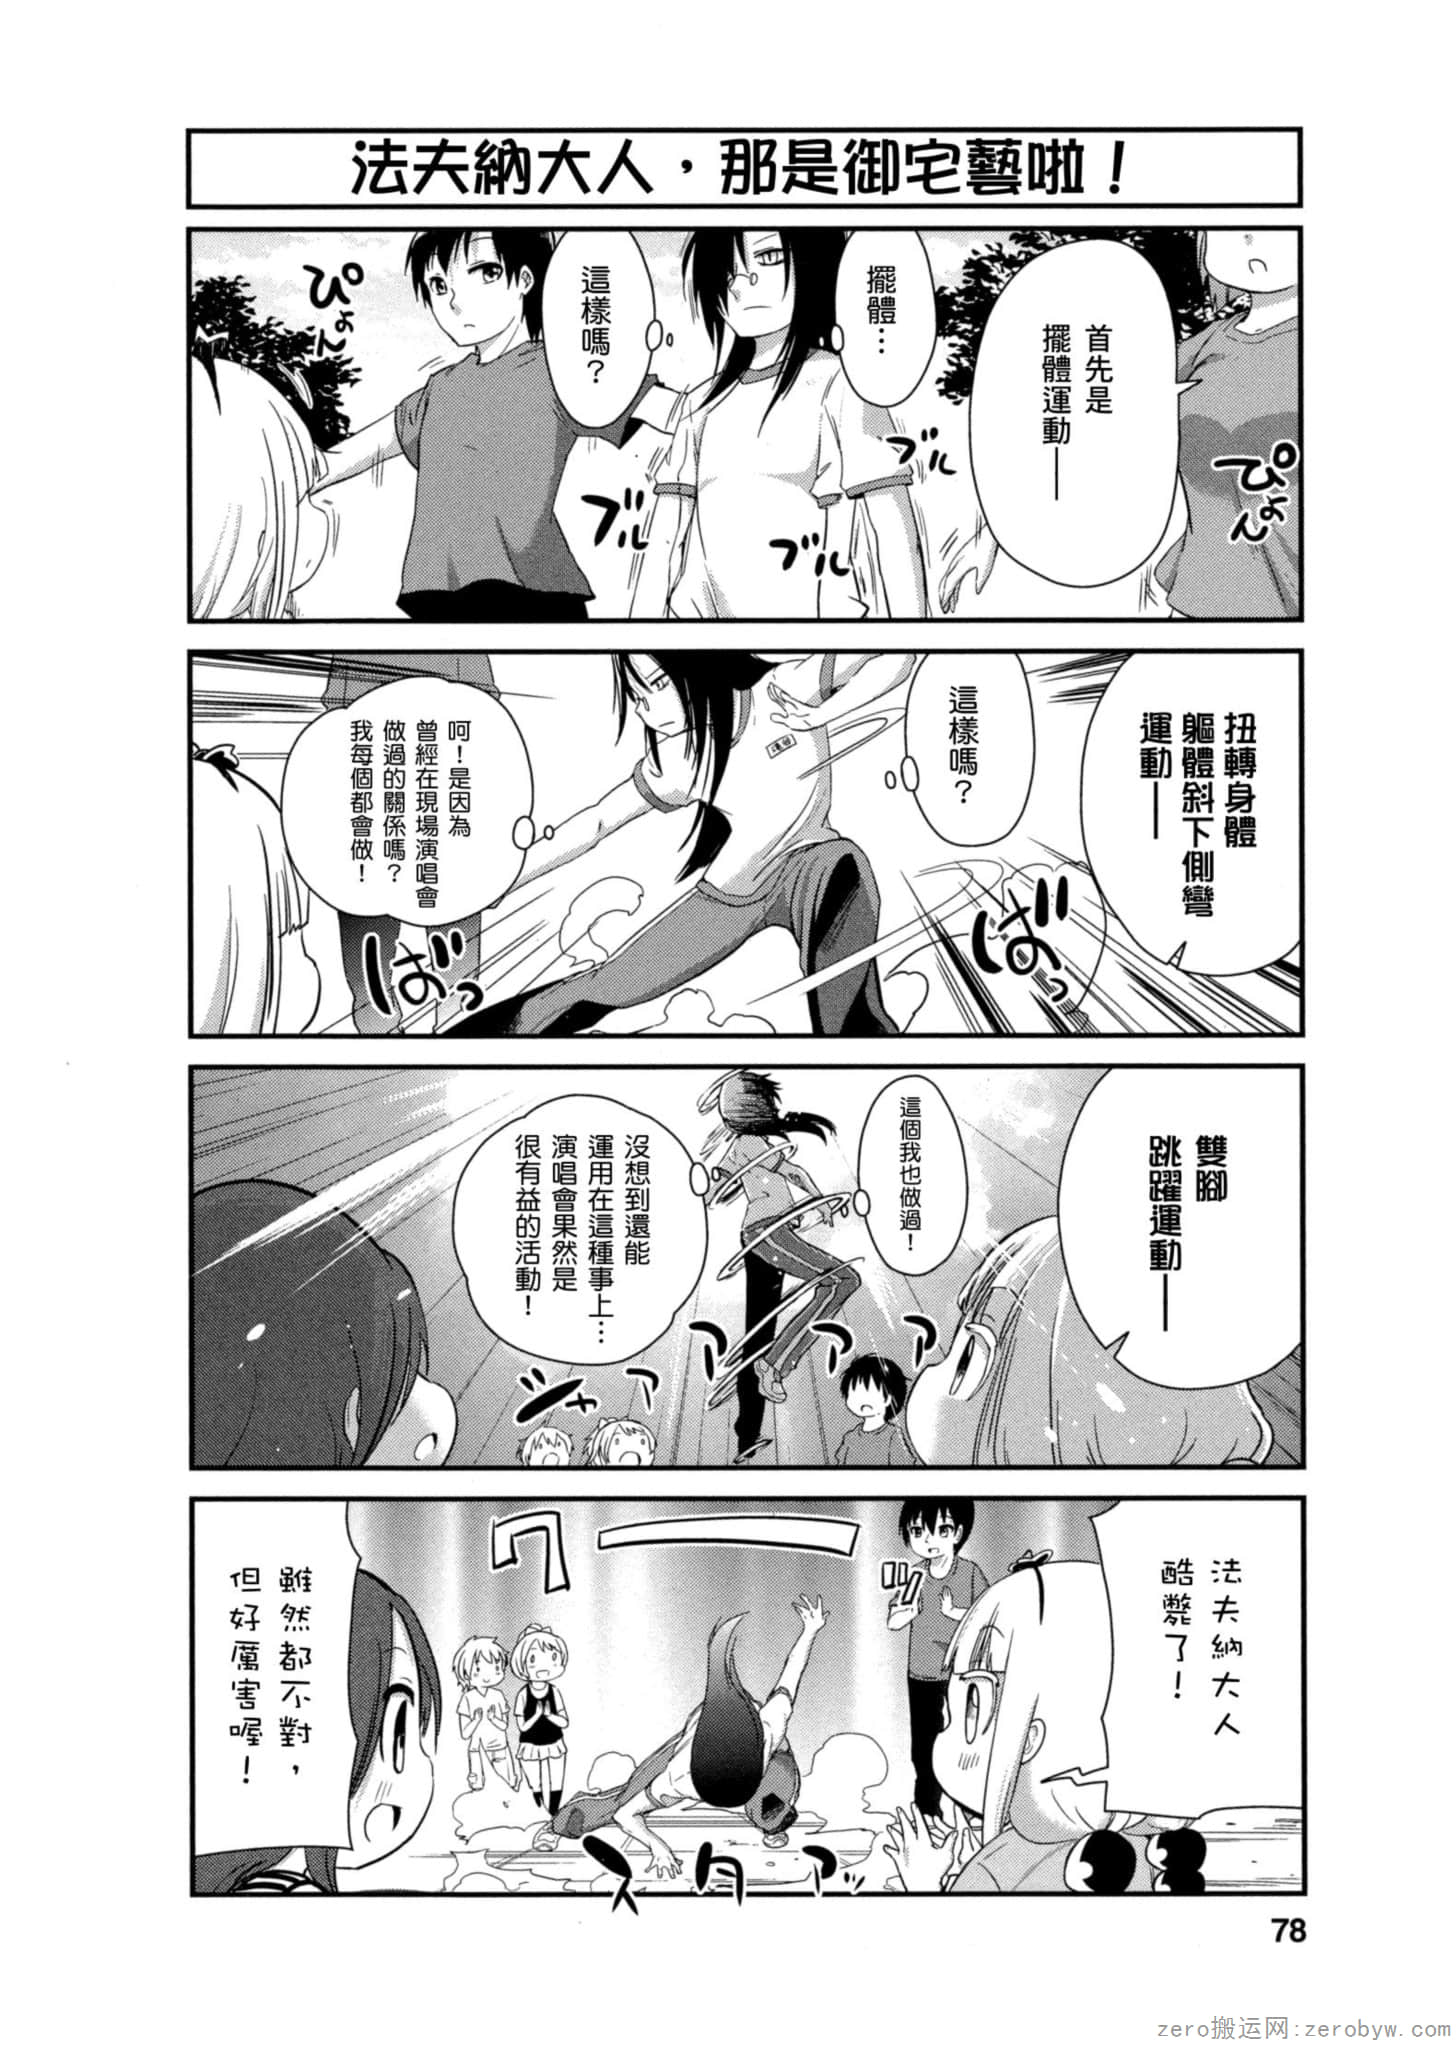 法夫納大人，那是御宅藝啦！
首先是
擺體運動─
擺體…
這樣嗎？
ぴょん
ブル
ブル
ブル
ぴょん
扭轉身體
軀體斜下側彎
運動─
這樣嗎？
呵！是因為
曾經在現場演唱會
做過的關係嗎？
我每個都會做！
ばっ
ばっ
雙腳
跳躍運動─
這個我也做過！
沒想到還能
運用在這種事上…
演唱會果然是
很有益的活動！
ジャァアアア
法夫納大人
酷斃了！
雖然都不對，
但好厲害喔！
スタアッ
78
zero搬运网:zerobyw.com